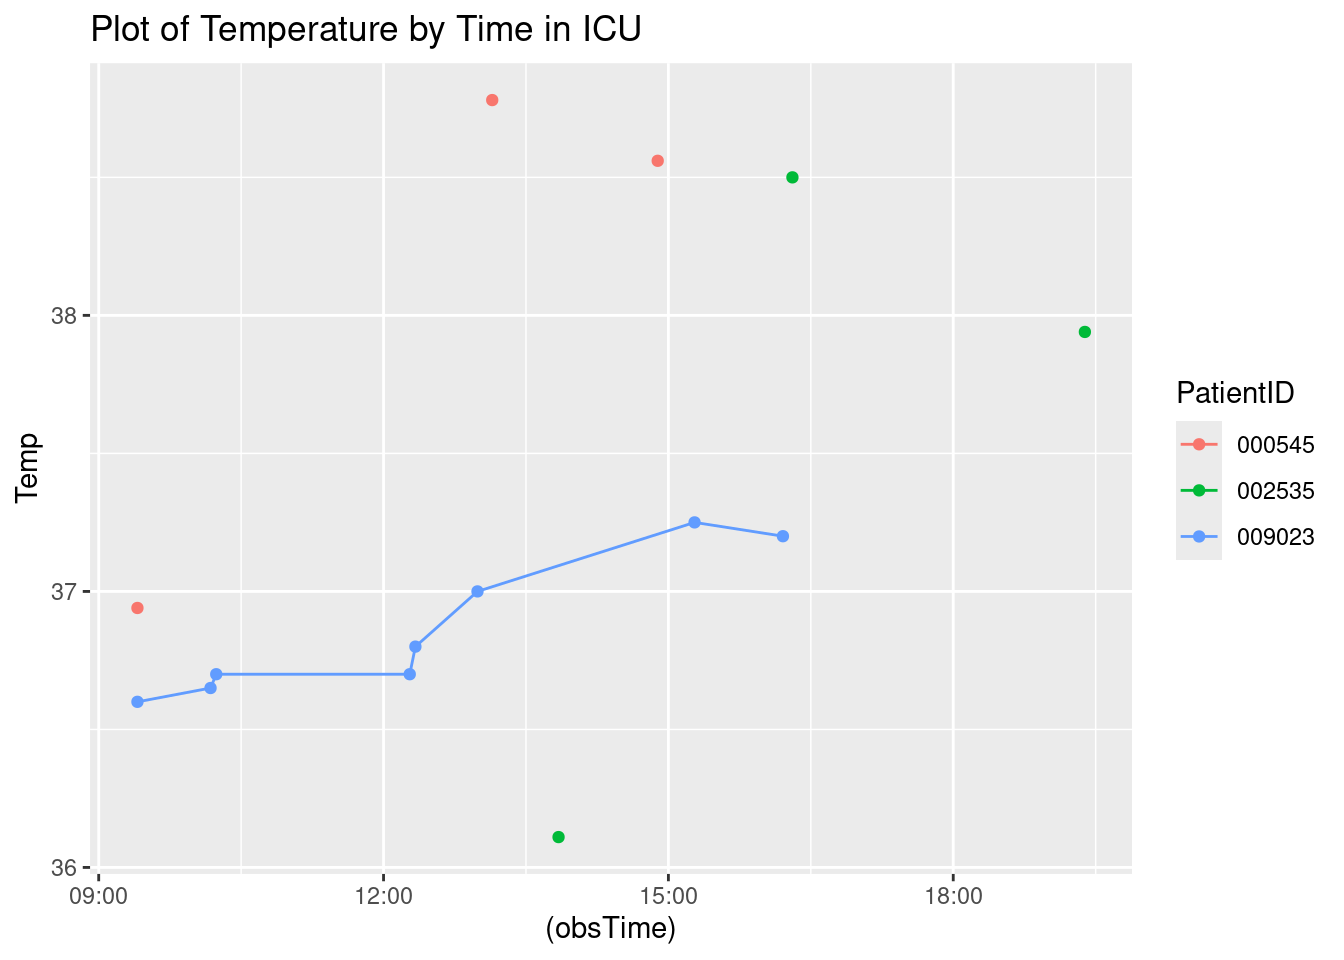 Plot of Temperature by Time in ICU
38
37
36
Temp
09:00 12:00 15:00 18:00
(obsTime)
PatientID
000545
002535
009023